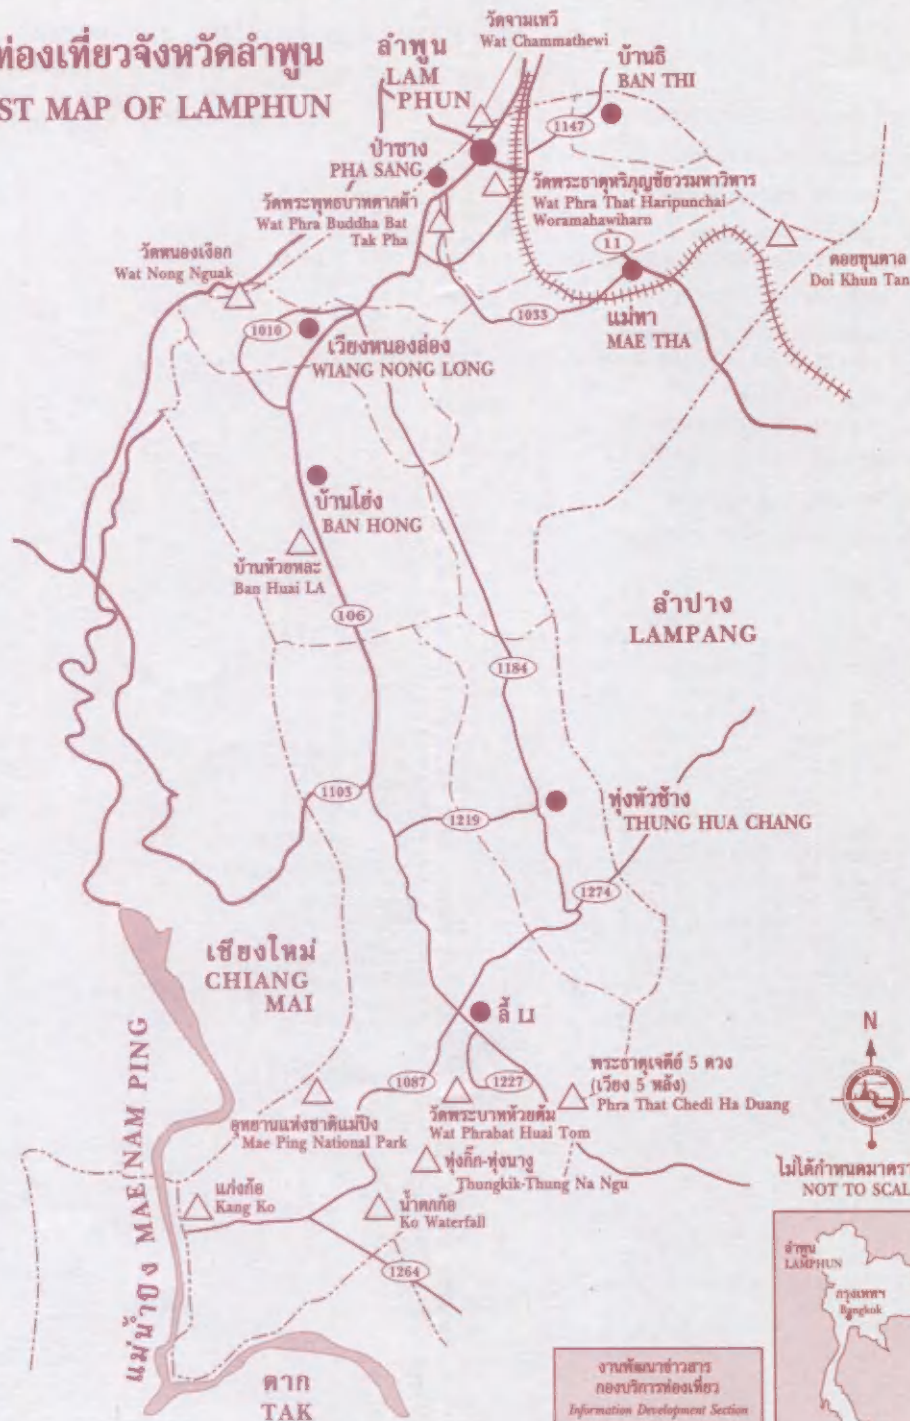 ท่องเที่ยวจังหวัดลำพูน
ST MAP OF LAMPHUN
วัดจามเทวี
Wat Chammathewi
ลำพูน
LAM
PHUN
บ้านธิ
BAN THI
1147
ป่าซาง
PHA SANG
วัดพระธาตุหริภุญชัยวรมหาวิหาร
Wat Phra That Haripunchai
Woramahawiharn
วัดพระพุทธบาทตากผ้า
Wat Phra Buddha Bat
Tak Pha
11
วัดหนองเงือก
Wat Nong Nguak
ดอยขุนตาล
Doi Khun Tan
1010
1033
แม่ทา
MAE THA
เวียงหนองล่อง
WIANG NONG LONG
บ้านโฮ่ง
BAN HONG
บ้านห้วยหละ
Ban Huai LA
106
ลำปาง
LAMPANG
1184
1103
1219
ทุ่งหัวช้าง
THUNG HUA CHANG
1274
เชียงใหม่
CHIANG
MAI
ลี้ LI
N
แม่น้ำปิง MAE NAM PING
1087
1227
พระธาตุเจดีย์ 5 ดวง
(เวียง 5 หลัง)
Phra That Chedi Ha Duang
อุทยานแห่งชาติแม่ปิง
Mae Ping National Park
วัดพระบาทห้วยต้ม
Wat Phrabat Huai Tom
ทุ่งกิ๊ก-ทุ่งนางู
Thungkik-Thung Na Ngu
ไม่ได้กำหนดมาตรา
NOT TO SCAL
แก่งก้อ
Kang Ko
น้ำตกก้อ
Ko Waterfall
1264
ลำพูน
LAMPHUN
กรุงเทพฯ
Bangkok
ตาก
TAK
งานพัฒนาข่าวสาร
กองบริการท่องเที่ยว
Information Development Section